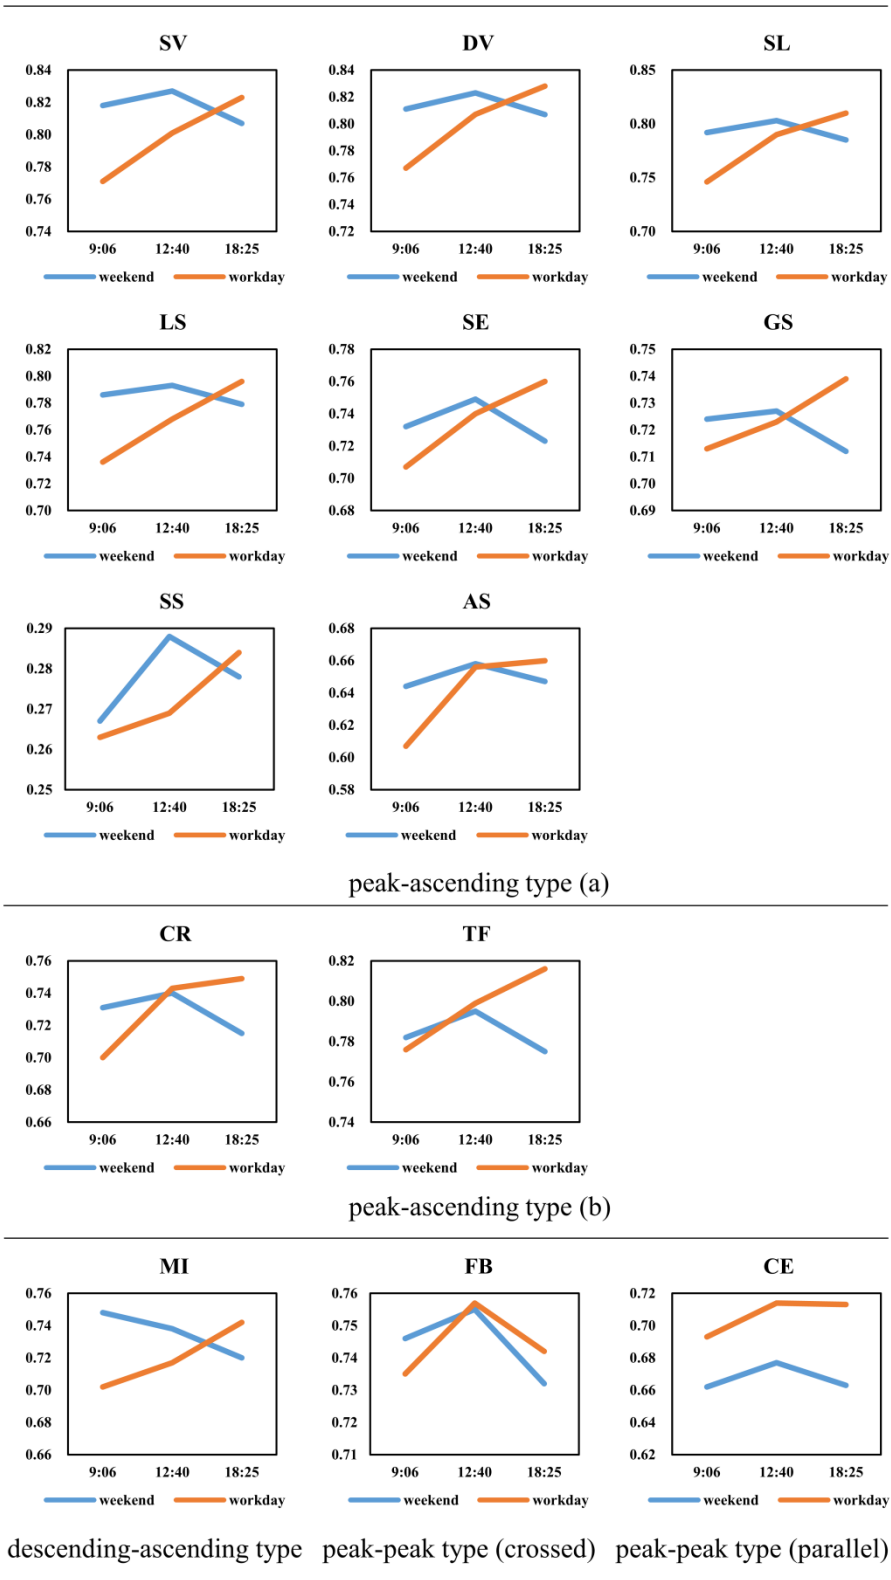 SV DV SL
0.84 0.84 0.85
0.82 0.82
0.80 0.80 0.80
0.78 0.78
0.76 0.76 0.75
0.74
0.74 0.72 0.70
9:06 12:40 18:25 9:06 12:40 18:25 9:06 12:40 18:25
weekend workday weekend workday weekend workday
LS SE GS
0.82 0.78 0.75
0.80 0.74
0.76
0.78 0.73
0.74
0.76 0.72
0.72
0.74 0.71
0.70
0.72 0.70
0.70 0.68 0.69
9:06 12:40 18:25 9:06 12:40 18:25 9:06 12:40 18:25
weekend workday weekend workday weekend workday
SS AS
0.29 0.68
0.66
0.28
0.64
0.27
0.62
0.26
0.60
0.25 0.58
9:06 12:40 18:25 9:06 12:40 18:25
weekend workday weekend workday
peak-ascending type (a)
CR TF
0.76 0.82
0.74
0.80
0.72
0.78
0.70
0.76
0.68
0.66 0.74
9:06 12:40 18:25 9:06 12:40 18:25
weekend workday weekend workday
peak-ascending type (b)
MI FB CE
0.76 0.76 0.72
0.74 0.75 0.70
0.72 0.74 0.68
0.70 0.73 0.66
0.68 0.72 0.64
0.66 0.71 0.62
9:06 12:40 18:25 9:06 12:40 18:25 9:06 12:40 18:25
weekend workday weekend workday weekend workday
descending-ascending type peak-peak type (crossed) peak-peak type (parallel)